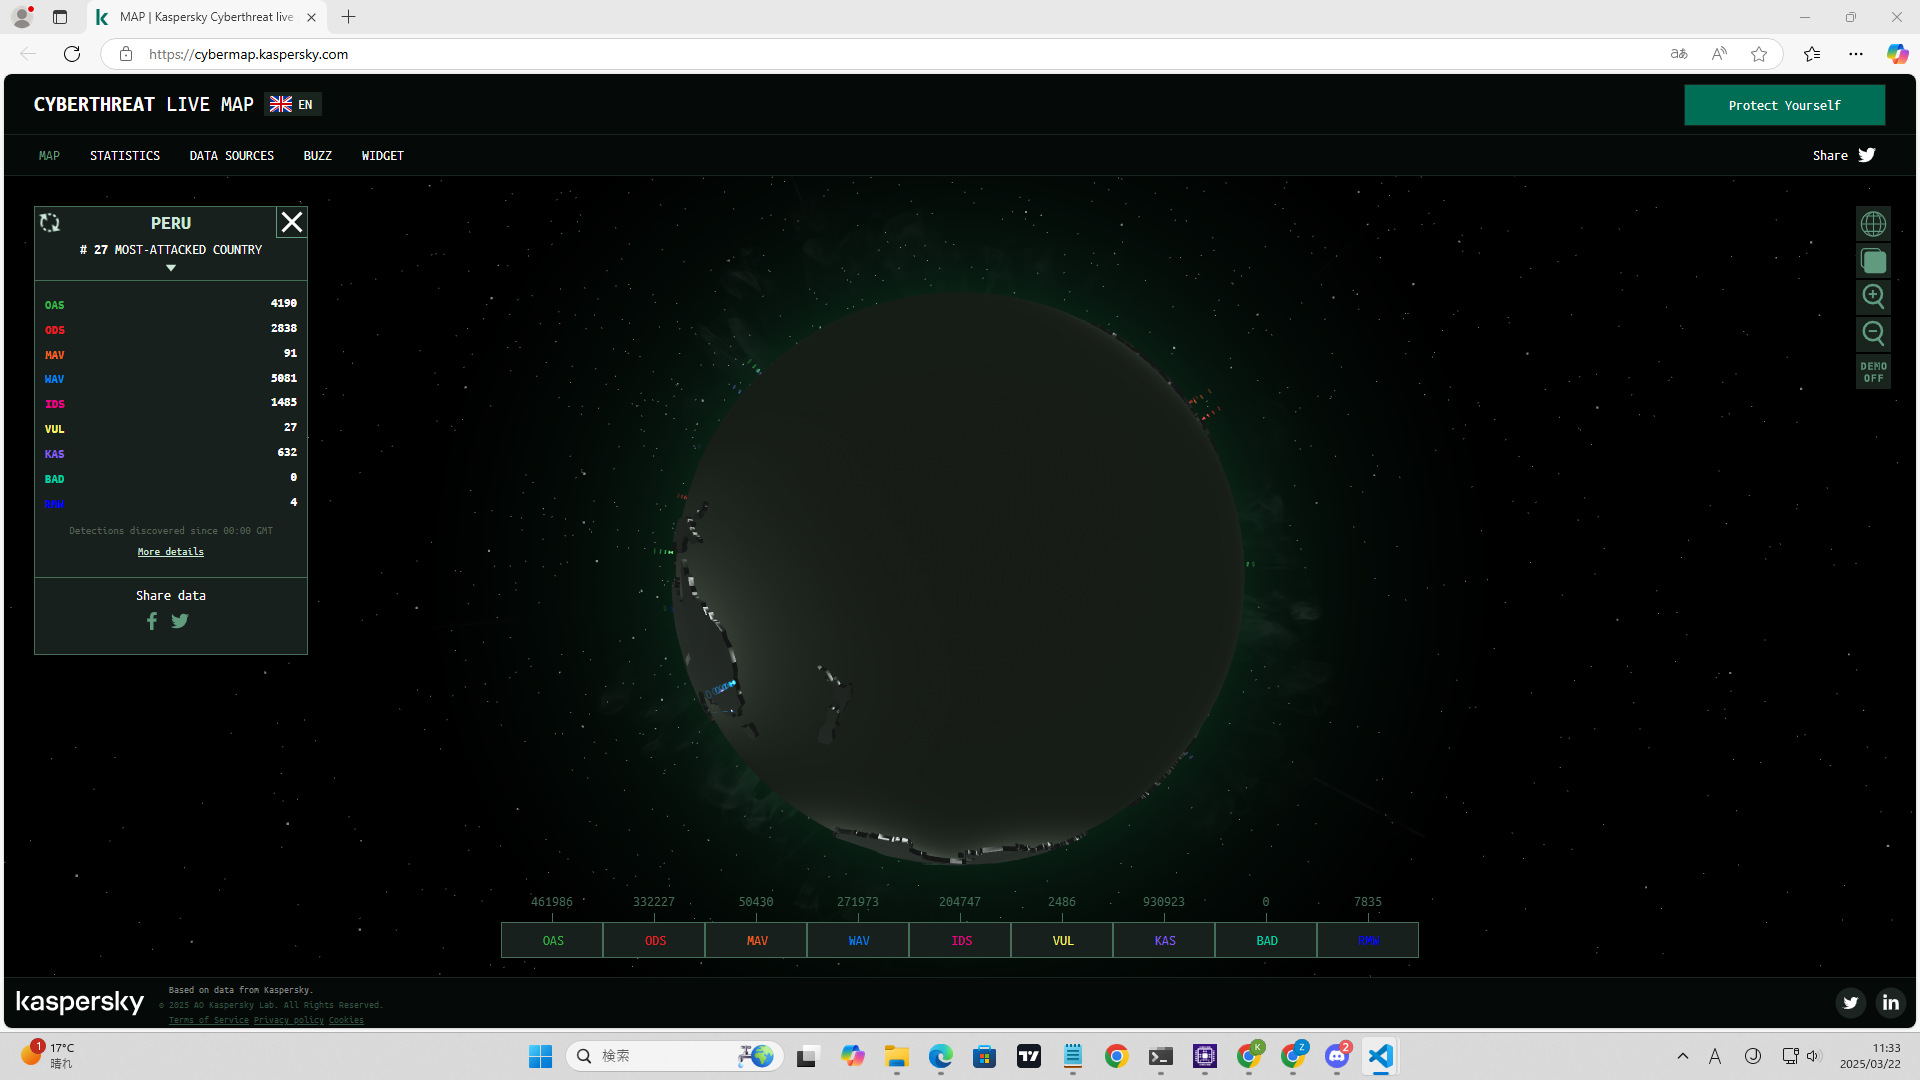 MAP | Kaspersky Cyberthreat live
https://cybermap.kaspersky.com
CYBERTHREAT LIVE MAP EN
Protect Yourself
MAP STATISTICS DATA SOURCES BUZZ WIDGET
Share
PERU
# 27 MOST-ATTACKED COUNTRY
OAS 4190
ODS 2838
MAV 91
WAV 5081
IDS 1485
VUL 27
KAS 632
BAD 0
RMW 4
Detections discovered since 00:00 GMT
More details
Share data
DEMO
OFF
461986 332227 50430 271973 204747 2486 930923 0 7835
OAS ODS MAV WAV IDS VUL KAS BAD RMW
kaspersky
Based on data from Kaspersky.
© 2025 AO Kaspersky Lab. All Rights Reserved.
Terms of Service Privacy policy Cookies
1
17°C
晴れ
検索
K
Z
2
A
11:33
2025/03/22